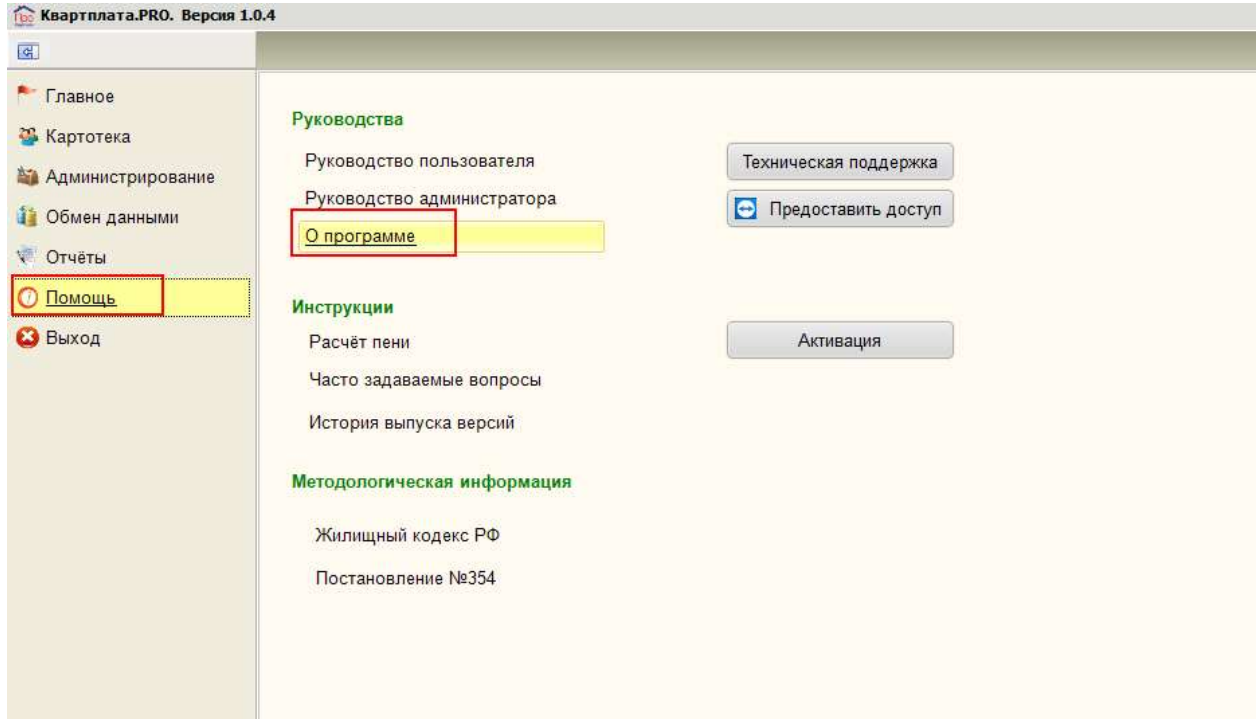 Квартплата.PRO. Версия 1.0.4
Главное
Картотека
Администрирование
Обмен данными
Отчёты
Помощь
Выход
Руководства
Руководство пользователя
Руководство администратора
О программе
Техническая поддержка
Предоставить доступ
Инструкции
Расчёт пени
Часто задаваемые вопросы
История выпуска версий
Активация
Методологическая информация
Жилищный кодекс РФ
Постановление №354